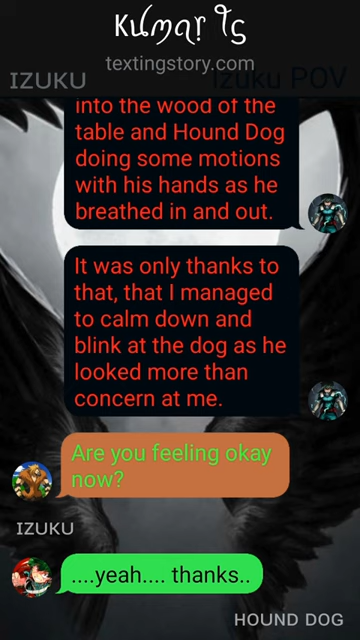 Kumar Ts
textingstory.com
IZUKU
Izuku POV
into the wood of the
table and Hound Dog
doing some motions
with his hands as he
breathed in and out.
It was only thanks to
that, that I managed
to calm down and
blink at the dog as he
looked more than
concern at me.
Are you feeling okay
now?
IZUKU
....yeah.... thanks..
HOUND DOG